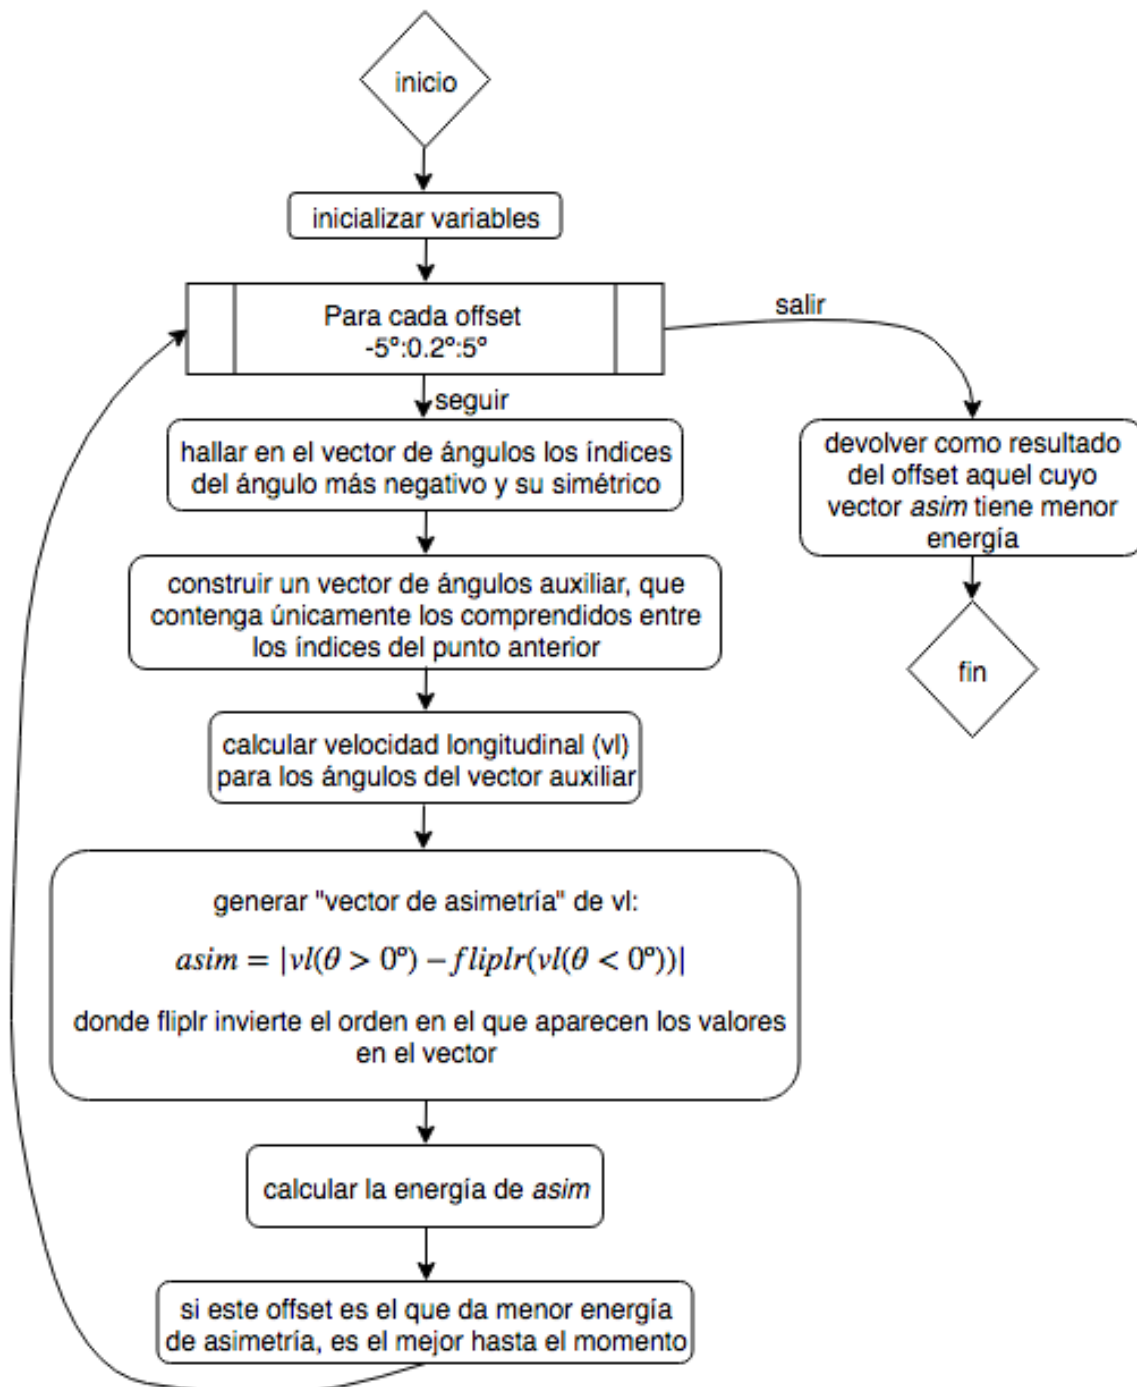 inicio
inicializar variables
Para cada offset
-5º:0.2º:5º
salir
seguir
hallar en el vector de ángulos los índices
del ángulo más negativo y su simétrico
devolver como resultado
del offset aquel cuyo
vector asim tiene menor
energía
construir un vector de ángulos auxiliar, que
contenga únicamente los comprendidos entre
los índices del punto anterior
fin
calcular velocidad longitudinal (vl)
para los ángulos del vector auxiliar
generar "vector de asimetría" de vl:
asim = |vl(θ > 0º) − fliplr(vl(θ < 0º))|
donde fliplr invierte el orden en el que aparecen los valores
en el vector
calcular la energía de asim
si este offset es el que da menor energía
de asimetría, es el mejor hasta el momento